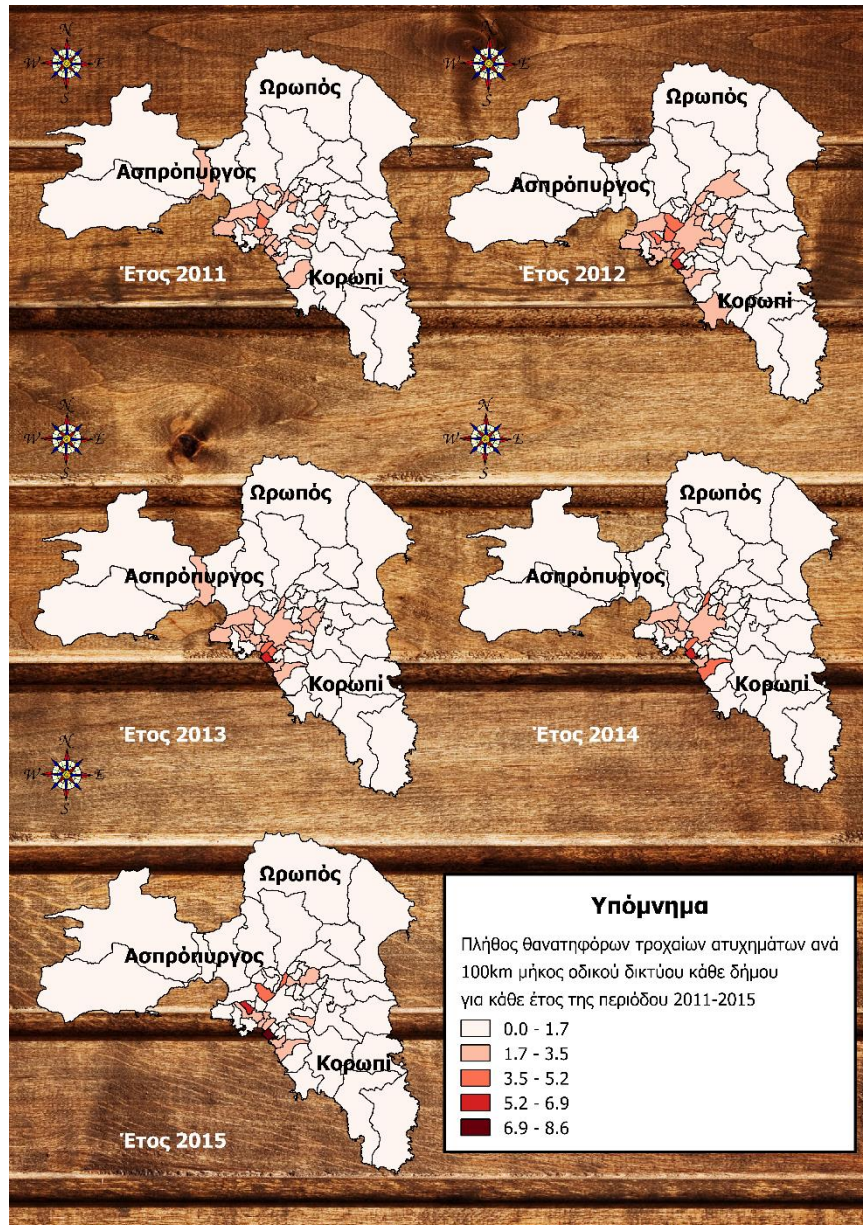 N
W E
S
N
W E
S
Ωρωπός
Ωρωπός
Ασπρόπυργος
Ασπρόπυργος
Έτος 2011
Κορωπί
Έτος 2012
Κορωπί
N
W E
S
N
W E
S
Ωρωπός
Ωρωπός
Ασπρόπυργος
Ασπρόπυργος
Έτος 2013
Κορωπί
Έτος 2014
Κορωπί
N
W E
S
Ωρωπός
Ασπρόπυργος
Κορωπί
Έτος 2015
Υπόμνημα
Πλήθος θανατηφόρων τροχαίων ατυχημάτων ανά
100km μήκος οδικού δικτύου κάθε δήμου
για κάθε έτος της περιόδου 2011-2015
0.0 - 1.7
1.7 - 3.5
3.5 - 5.2
5.2 - 6.9
6.9 - 8.6